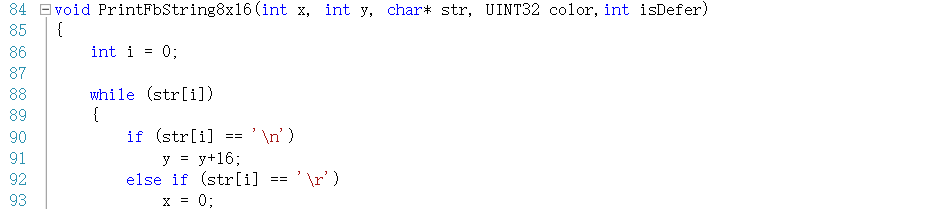 84 void PrintFbString8x16(int x, int y, char* str, UINT32 color,int isDefer)
85 {
86 int i = 0;
87
88 while (str[i])
89 {
90 if (str[i] == '\n')
91 y = y+16;
92 else if (str[i] == '\r')
93 x = 0;